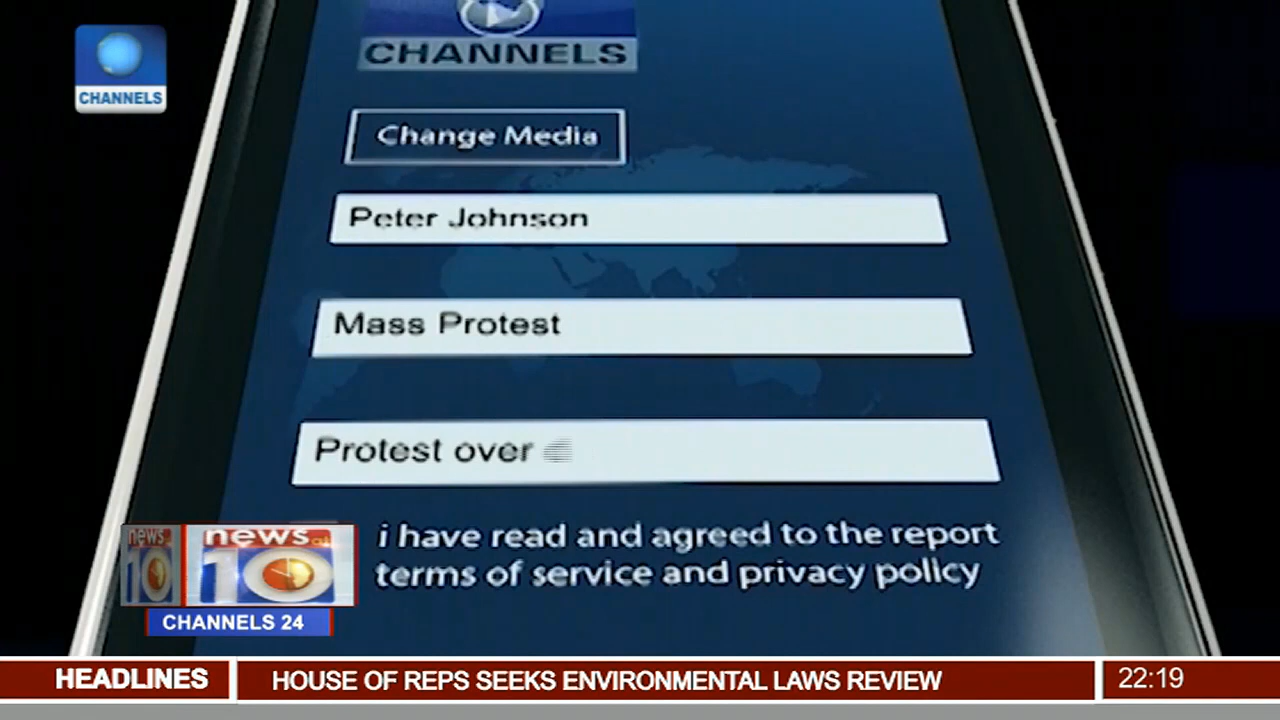 CHANNELS
CHANNELS
Change Media
Peter Johnson
Mass Protest
Protest over
i have read and agreed to the report
terms of service and privacy policy
news
10
news at
10
CHANNELS 24
HEADLINES
HOUSE OF REPS SEEKS ENVIRONMENTAL LAWS REVIEW
22:19